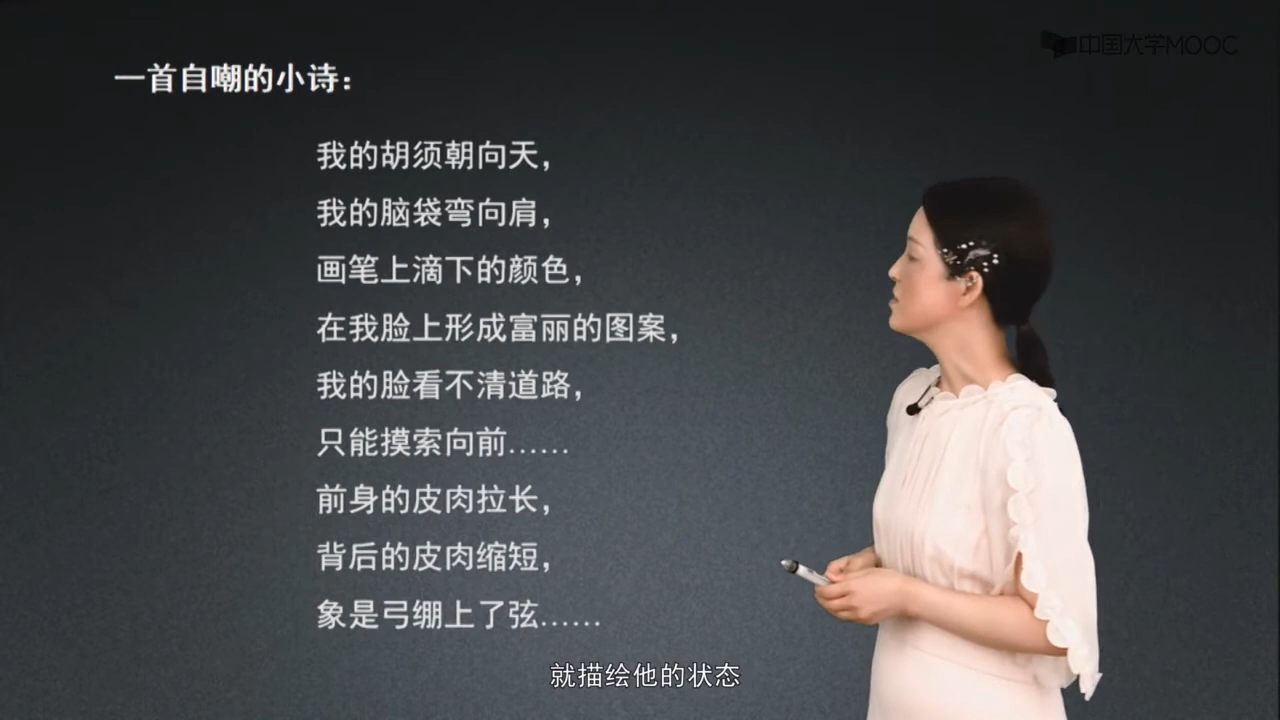 中国大学MOOC
一首自嘲的小诗：
我的胡须朝向天，
我的脑袋弯向肩，
画笔上滴下的颜色，
在我脸上形成富丽的图案，
我的脸看不清道路，
只能摸索向前……
前身的皮肉拉长，
背后的皮肉缩短，
象是弓绷上了弦……
就描绘他的状态